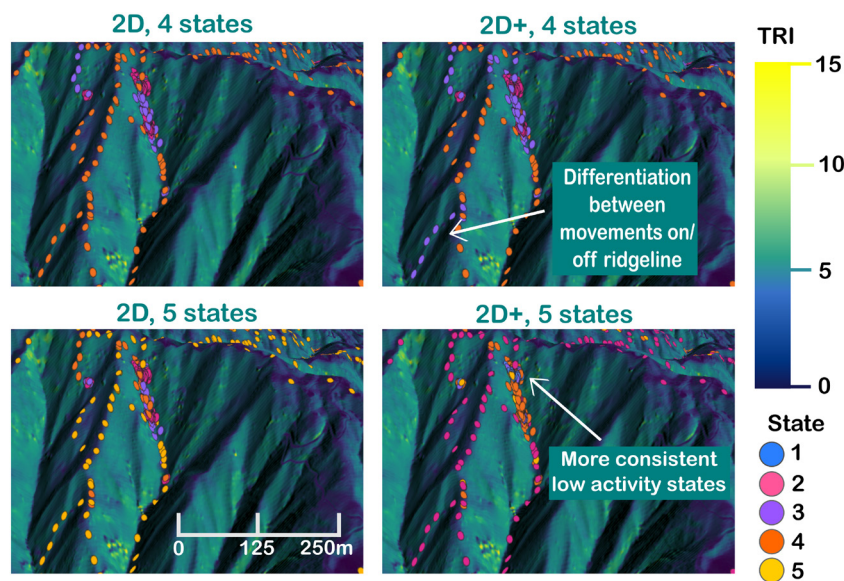 2D, 4 states
2D+, 4 states
TRI
15
10
5
0
Differentiation
between
movements on/
off ridgeline
2D, 5 states
2D+, 5 states
More consistent
low activity states
0
125
250m
State
1
2
3
4
5